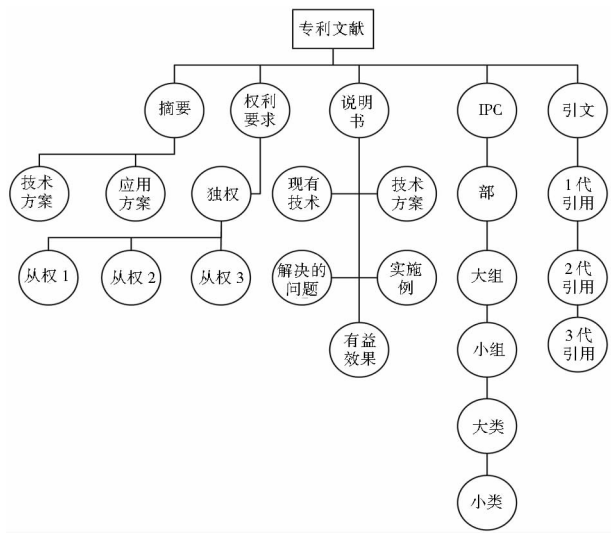 专利文献
摘要
权利
要求
说明
书
IPC
引文
技术
方案
应用
方案
独权
现有
技术
技术
方案
部
1代
引用
从权1
从权2
从权3
解决的
问题
实施
例
大组
2代
引用
有益
效果
小组
3代
引用
大类
小类